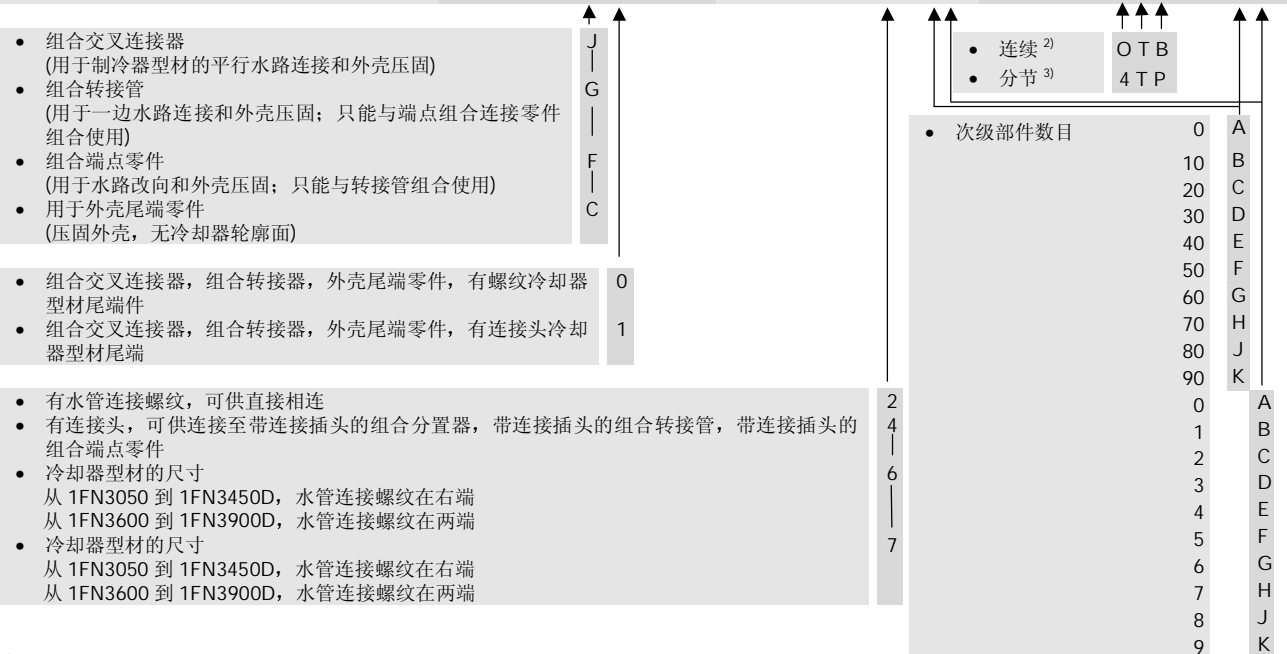 • 组合交叉连接器 J
(用于制冷器型材的平行水路连接和外壳压固)
• 组合转接管 G
(用于一边水路连接和外壳压固；只能与端点组合连接零件
组合使用)
• 组合端点零件 F
(用于水路改向和外壳压固；只能与转接管组合使用)
• 用于外壳尾端零件 C
(压固外壳，无冷却器轮廓面)
• 组合交叉连接器，组合转接器，外壳尾端零件，有螺纹冷却器 0
型材尾端件
• 组合交叉连接器，组合转接器，外壳尾端零件，有连接头冷却 1
器型材尾端
• 有水管连接螺纹，可供直接相连 2
• 有连接头，可供连接至带连接插头的组合分置器，带连接插头的组合转接管，带连接插头的 4
组合端点零件
• 冷却器型材的尺寸 6
从 1FN3050 到 1FN3450D，水管连接螺纹在右端
从 1FN3600 到 1FN3900D，水管连接螺纹在两端
• 冷却器型材的尺寸 7
从 1FN3050 到 1FN3450D，水管连接螺纹在右端
从 1FN3600 到 1FN3900D，水管连接螺纹在两端
• 连续 2) O T B
• 分节 3) 4 T P
• 次级部件数目 0 A
10 B
20 C
30 D
40 E
50 F
60 G
70 H
80 J
90 K
0 A
1 B
2 C
3 D
4 E
5 F
6 G
7 H
8 J
9 K